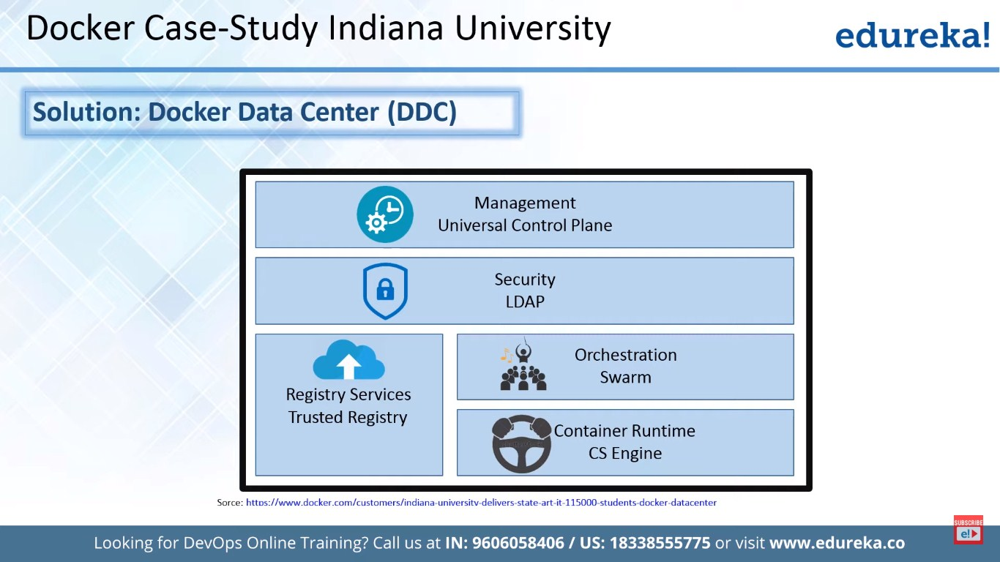 Docker Case-Study Indiana University
edureka!
Solution: Docker Data Center (DDC)
Management
Universal Control Plane
Security
LDAP
Registry Services
Trusted Registry
Orchestration
Swarm
Container Runtime
CS Engine
Sorce: https://www.docker.com/customers/indiana-university-delivers-state-art-it-115000-students-docker-datacenter
SUBSCRIBE
e!
Looking for DevOps Online Training? Call us at IN: 9606058406 / US: 18338555775 or visit www.edureka.co